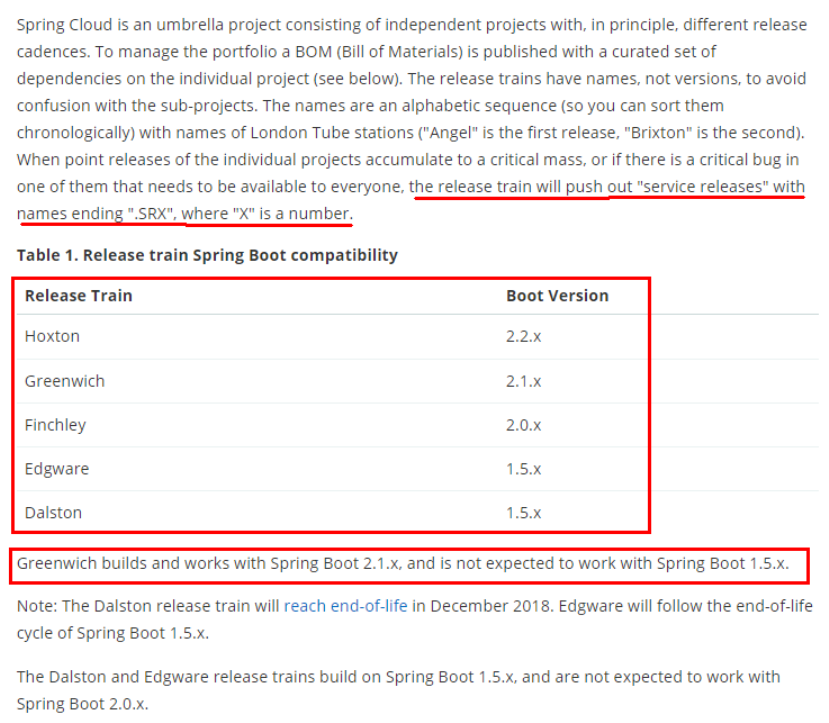 Spring Cloud is an umbrella project consisting of independent projects with, in principle, different release
cadences. To manage the portfolio a BOM (Bill of Materials) is published with a curated set of
dependencies on the individual project (see below). The release trains have names, not versions, to avoid
confusion with the sub-projects. The names are an alphabetic sequence (so you can sort them
chronologically) with names of London Tube stations ("Angel" is the first release, "Brixton" is the second).
When point releases of the individual projects accumulate to a critical mass, or if there is a critical bug in
one of them that needs to be available to everyone, the release train will push out "service releases" with
names ending ".SRX", where "X" is a number.
Table 1. Release train Spring Boot compatibility
Release Train Boot Version
Hoxton 2.2.x
Greenwich 2.1.x
Finchley 2.0.x
Edgware 1.5.x
Dalston 1.5.x
Greenwich builds and works with Spring Boot 2.1.x, and is not expected to work with Spring Boot 1.5.x.
Note: The Dalston release train will reach end-of-life in December 2018. Edgware will follow the end-of-life
cycle of Spring Boot 1.5.x.
The Dalston and Edgware release trains build on Spring Boot 1.5.x, and are not expected to work with
Spring Boot 2.0.x.